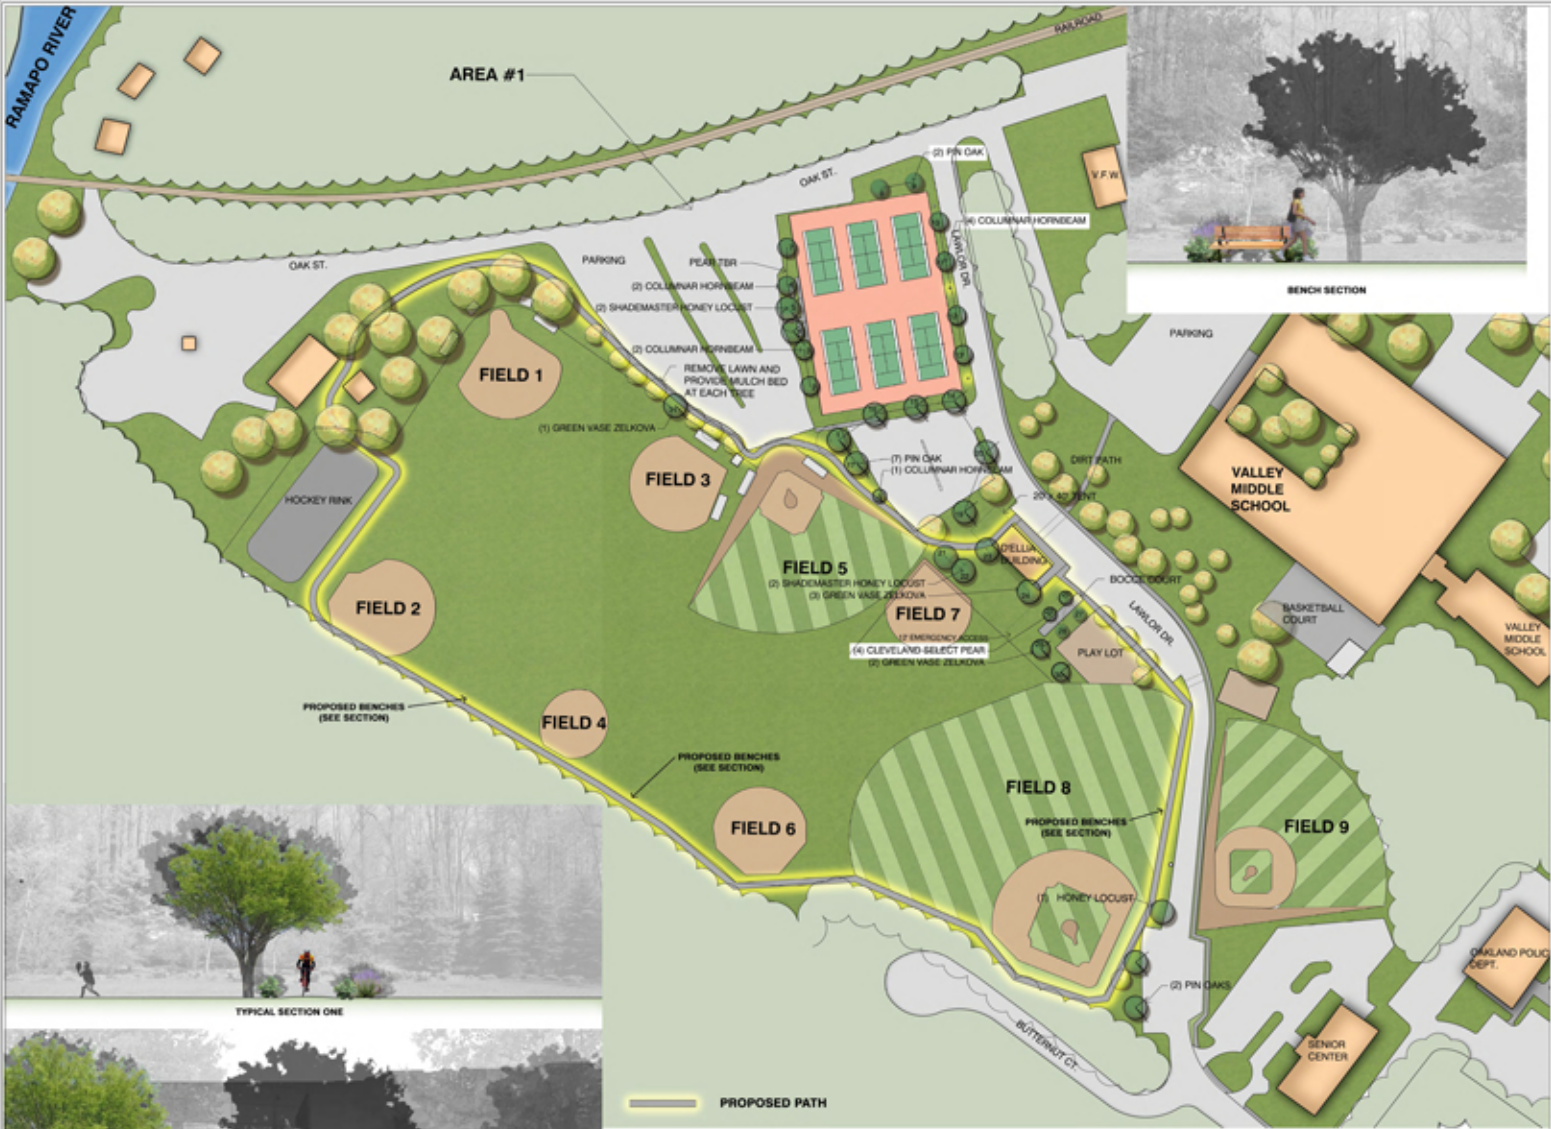 RAMAPO RIVER
AREA #1
RAILROAD
OAK ST.
OAK ST.
(2) PIN OAK
V.F.W.
(4) COLUMNAR HORNBEAM
LAWLOR DR.
BENCH SECTION
PARKING
PEAR TBR
(2) COLUMNAR HORNBEAM
(2) SHADEMASTER HONEY LOCUST
(2) COLUMNAR HORNBEAM
REMOVE LAWN AND
PROVIDE MULCH BED
AT EACH TREE
PARKING
FIELD 1
(1) GREEN VASE ZELKOVA
(7) PIN OAK
(1) COLUMNAR HORNBEAM
DIRT PATH
FIELD 3
HOCKEY RINK
20' x 40' TENT
VALLEY
MIDDLE
SCHOOL
D'ELLIA
BUILDING
FIELD 5
(2) SHADEMASTER HONEY LOCUST
(3) GREEN VASE ZELKOVA
BOCCE COURT
FIELD 2
FIELD 7
LAWLOR DR.
BASKETBALL
COURT
VALLEY
MIDDLE
SCHOOL
EMERGENCY ACCESS
(4) CLEVELAND SELECT PEAR
(2) GREEN VASE ZELKOVA
PLAY LOT
PROPOSED BENCHES
(SEE SECTION)
FIELD 4
PROPOSED BENCHES
(SEE SECTION)
FIELD 8
PROPOSED BENCHES
(SEE SECTION)
FIELD 6
FIELD 9
(1) HONEY LOCUST
OAKLAND POLIC
DEPT.
(2) PIN OAKS
TYPICAL SECTION ONE
BUTTERNUT CT.
SENIOR
CENTER
PROPOSED PATH